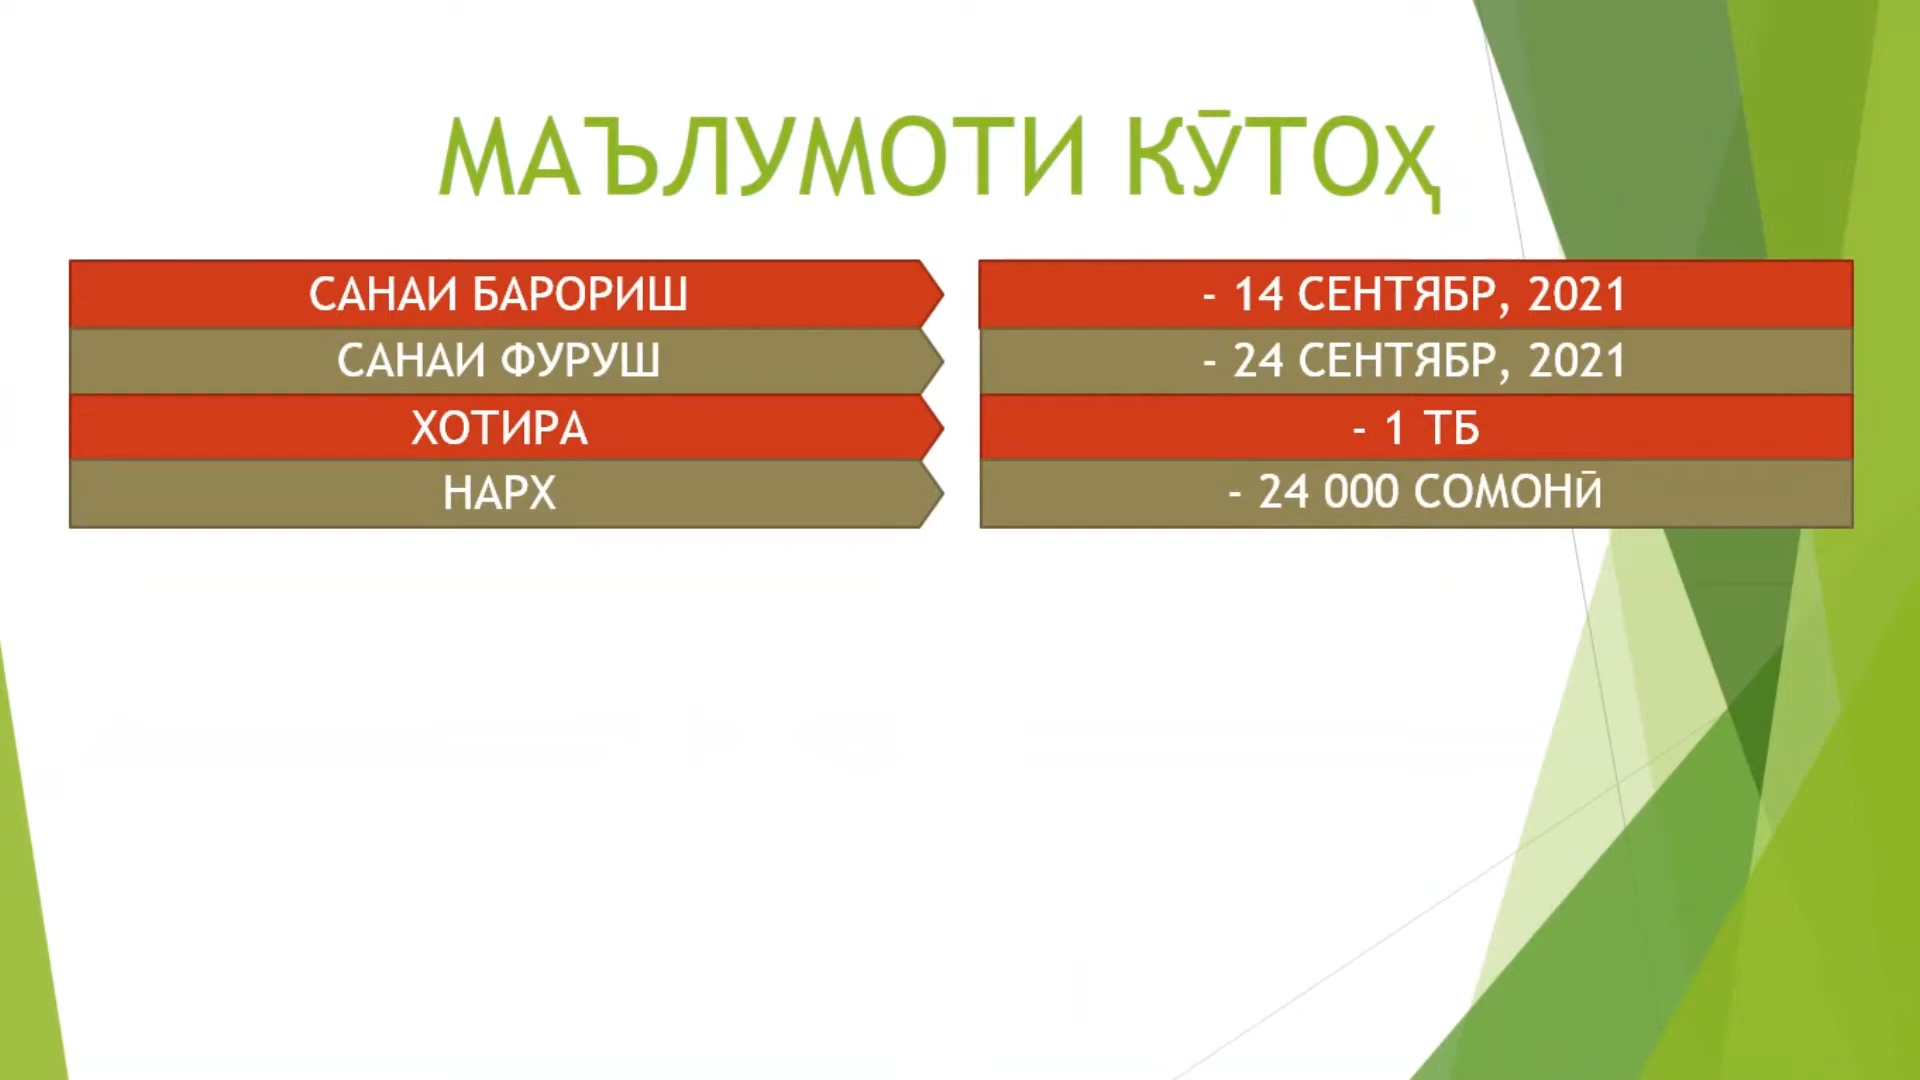 МАЪЛУМОТИ КӮТОҲ
САНАИ БАРОРИШ - 14 СЕНТЯБР, 2021
САНАИ ФУРУШ - 24 СЕНТЯБР, 2021
ХОТИРА - 1 ТБ
НАРХ - 24 000 СОМОНӢ